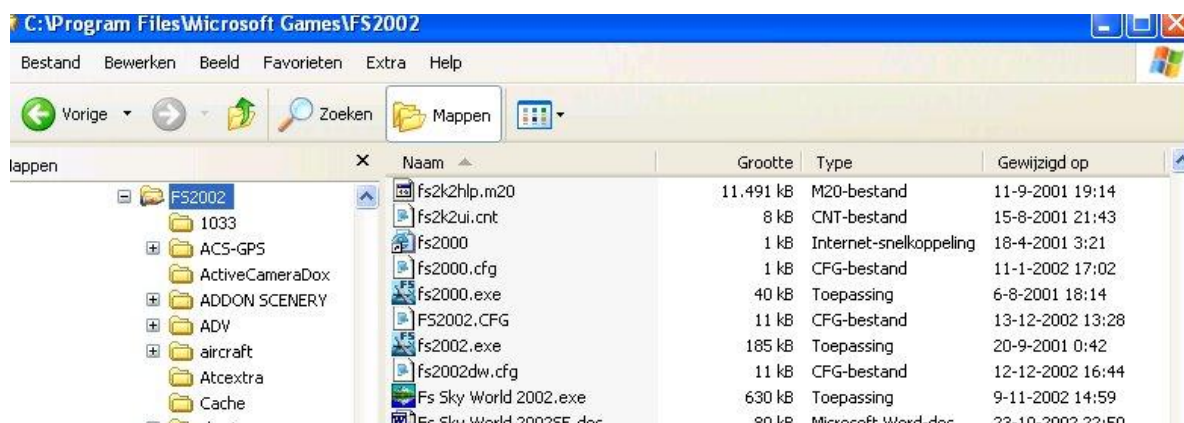 C:\Program Files\Microsoft Games\FS2002
Bestand Bewerken Beeld Favorieten Extra Help
Vorige Zoeken Mappen
Naam Grootte Type Gewijzigd op
FS2002
1033
ACS-GPS
ActiveCameraDox
ADDON SCENERY
ADV
aircraft
Atcextra
Cache
fs2k2hlp.m20 11.491 kB M20-bestand 11-9-2001 19:14
fs2k2ui.cnt 8 kB CNT-bestand 15-8-2001 21:43
fs2000 1 kB Internet-snelkoppeling 18-4-2001 3:21
fs2000.cfg 1 kB CFG-bestand 11-1-2002 17:02
fs2000.exe 40 kB Toepassing 6-8-2001 18:14
FS2002.CFG 11 kB CFG-bestand 13-12-2002 13:28
fs2002.exe 185 kB Toepassing 20-9-2001 0:42
fs2002dw.cfg 11 kB CFG-bestand 12-12-2002 16:44
Fs Sky World 2002.exe 630 kB Toepassing 9-11-2002 14:59